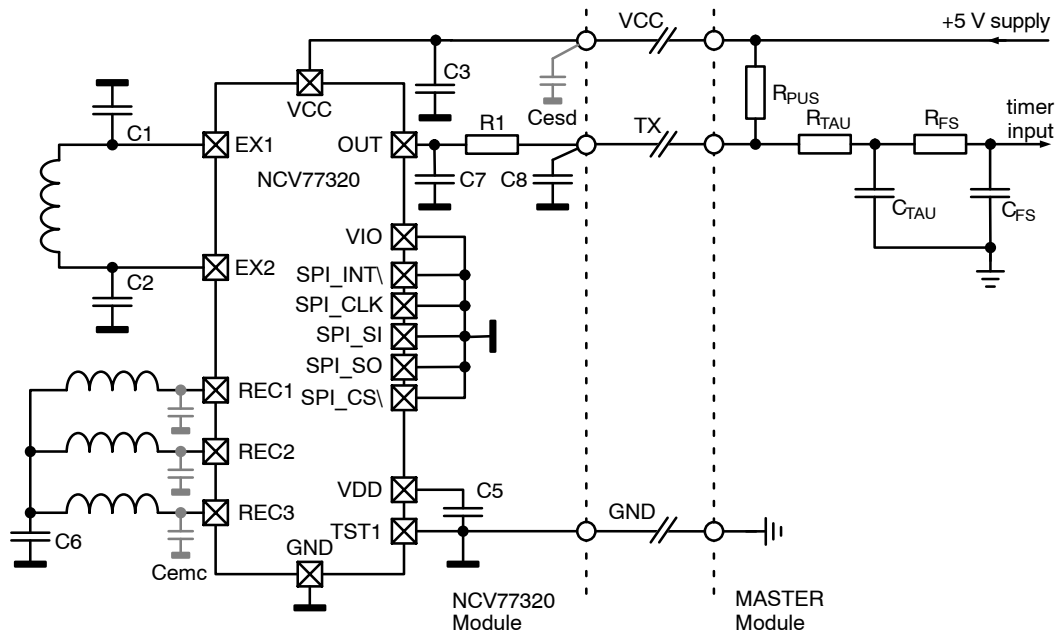 VCC
+5 V supply
C3
VCC
Cesd
RPUS
C1
EX1
OUT
R1
TX
RTAU
RFS
timer
input
NCV77320
C7
C8
CTAU
CFS
VIO
EX2
C2
SPI_INT\
SPI_CLK
SPI_SI
SPI_SO
SPI_CS\
REC1
REC2
VDD
C5
REC3
TST1
GND
C6
GND
Cemc
NCV77320
Module
MASTER
Module